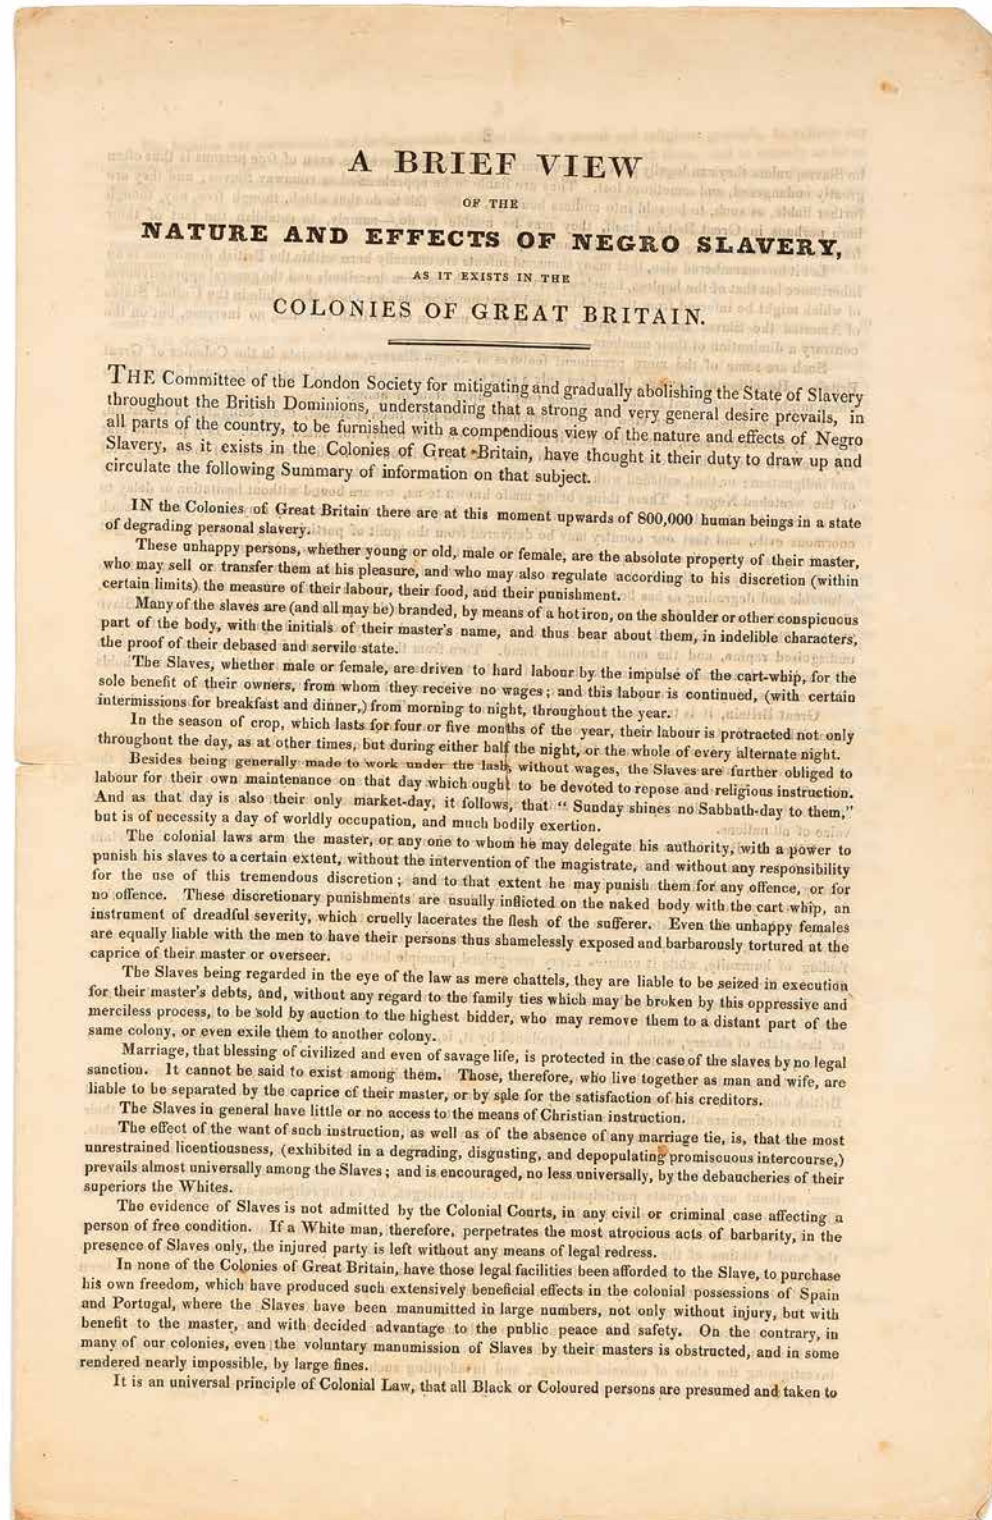 A BRIEF VIEW
OF THE
NATURE AND EFFECTS OF NEGRO SLAVERY,
AS IT EXISTS IN THE
COLONIES OF GREAT BRITAIN.
THE Committee of the London Society for mitigating and gradually abolishing the State of Slavery
throughout the British Dominions, understanding that a strong and very general desire prevails, in
all parts of the country, to be furnished with a compendious view of the nature and effects of Negro
Slavery, as it exists in the Colonies of Great Britain, have thought it their duty to draw up and
circulate the following Summary of information on that subject.
IN the Colonies of Great Britain there are at this moment upwards of 800,000 human beings in a state
of degrading personal slavery.
These unhappy persons, whether young or old, male or female, are the absolute property of their master,
who may sell or transfer them at his pleasure, and who may also regulate according to his discretion (within
certain limits) the measure of their labour, their food, and their punishment.
Many of the slaves are (and all may be) branded, by means of a hot iron, on the shoulder or other conspicuous
part of the body, with the initials of their master's name, and thus bear about them, in indelible characters,
the proof of their debased and servile state.
The Slaves, whether male or female, are driven to hard labour by the impulse of the cart-whip, for the
sole benefit of their owners, from whom they receive no wages; and this labour is continued, (with certain
intermissions for breakfast and dinner,) from morning to night, throughout the year.
In the season of crop, which lasts for four or five months of the year, their labour is protracted not only
throughout the day, as at other times, but during either half the night, or the whole of every alternate night.
Besides being generally made to work under the lash, without wages, the Slaves are further obliged to
labour for their own maintenance on that day which ought to be devoted to repose and religious instruction.
And as that day is also their only market-day, it follows, that "Sunday shines no Sabbath-day to them,"
but is of necessity a day of worldly occupation, and much bodily exertion.
The colonial laws arm the master, or any one to whom he may delegate his authority, with a power to
punish his slaves to a certain extent, without the intervention of the magistrate, and without any responsibility
for the use of this tremendous discretion; and to that extent he may punish them for any offence, or for
no offence. These discretionary punishments are usually inflicted on the naked body with the cart whip, an
instrument of dreadful severity, which cruelly lacerates the flesh of the sufferer. Even the unhappy females
are equally liable with the men to have their persons thus shamelessly exposed and barbarously tortured at the
caprice of their master or overseer.
The Slaves being regarded in the eye of the law as mere chattels, they are liable to be seized in execution
for their master's debts, and, without any regard to the family ties which may be broken by this oppressive and
merciless process, to be sold by auction to the highest bidder, who may remove them to a distant part of the
same colony, or even exile them to another colony.
Marriage, that blessing of civilized and even of savage life, is protected in the case of the slaves by no legal
sanction. It cannot be said to exist among them. Those, therefore, who live together as man and wife, are
liable to be separated by the caprice of their master, or by sale for the satisfaction of his creditors.
The Slaves in general have little or no access to the means of Christian instruction.
The effect of the want of such instruction, as well as of the absence of any marriage tie, is, that the most
unrestrained licentiousness, (exhibited in a degrading, disgusting, and depopulating promiscuous intercourse,)
prevails almost universally among the Slaves; and is encouraged, no less universally, by the debaucheries of their
superiors the Whites.
The evidence of Slaves is not admitted by the Colonial Courts, in any civil or criminal case affecting a
person of free condition. If a White man, therefore, perpetrates the most atrocious acts of barbarity, in the
presence of Slaves only, the injured party is left without any means of legal redress.
In none of the Colonies of Great Britain, have those legal facilities been afforded to the Slave, to purchase
his own freedom, which have produced such extensively beneficial effects in the colonial possessions of Spain
and Portugal, where the Slaves have been manumitted in large numbers, not only without injury, but with
benefit to the master, and with decided advantage to the public peace and safety. On the contrary, in
many of our colonies, even the voluntary manumission of Slaves by their masters is obstructed, and in some
rendered nearly impossible, by large fines.
It is an universal principle of Colonial Law, that all Black or Coloured persons are presumed and taken to